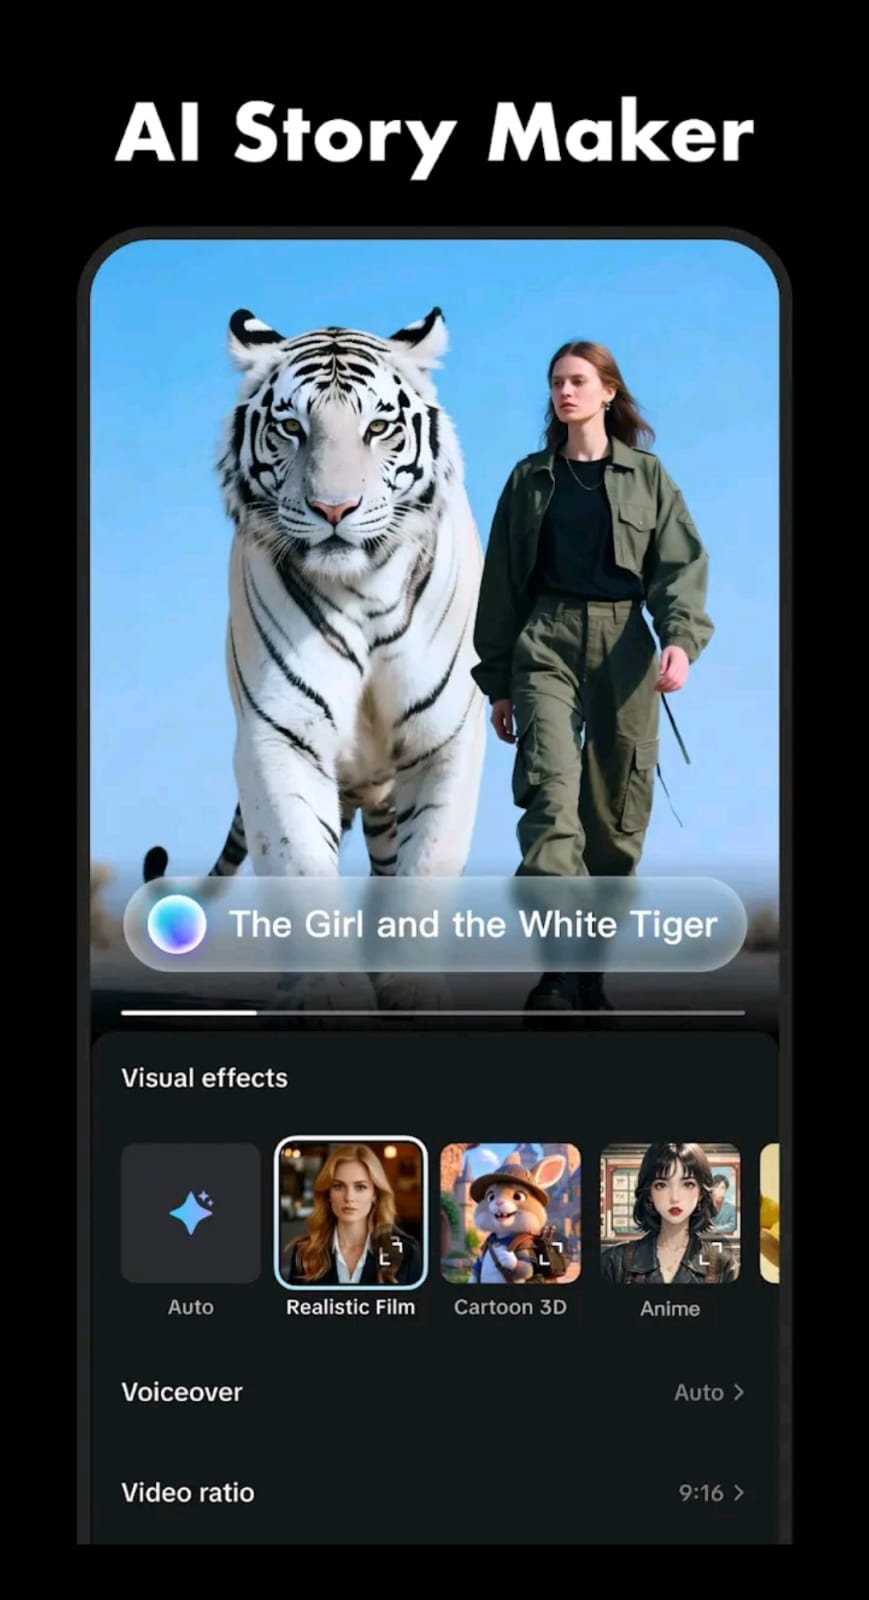 AI Story Maker
The Girl and the White Tiger
Visual effects
Auto
Realistic Film
Cartoon 3D
Anime
Voiceover
Auto
Video ratio
9:16